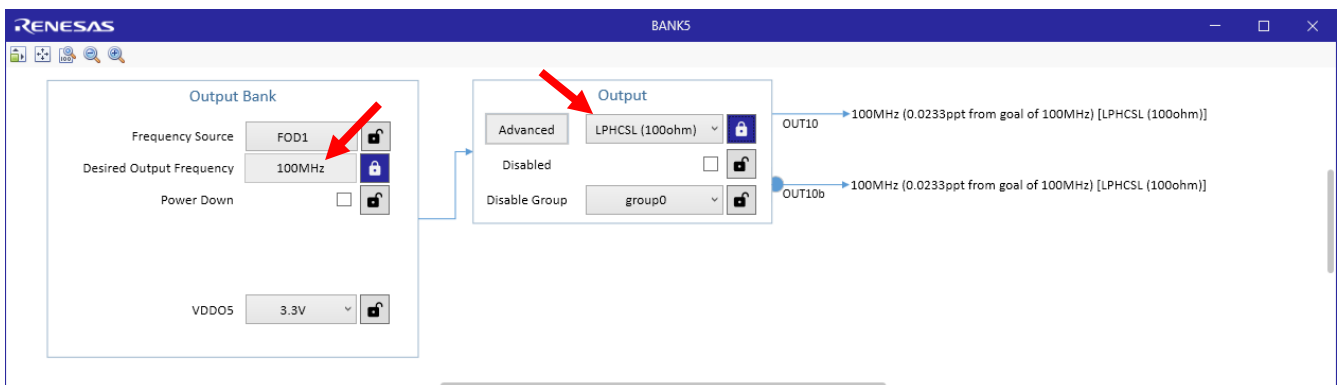 RENESAS
BANK5
100
Output Bank
Frequency Source FOD1
Desired Output Frequency 100MHz
Power Down
VDDO5 3.3V
Output
Advanced LPHCSL (100ohm)
Disabled
Disable Group group0
OUT10 100MHz (0.0233ppt from goal of 100MHz) [LPHCSL (100ohm)]
OUT10b 100MHz (0.0233ppt from goal of 100MHz) [LPHCSL (100ohm)]